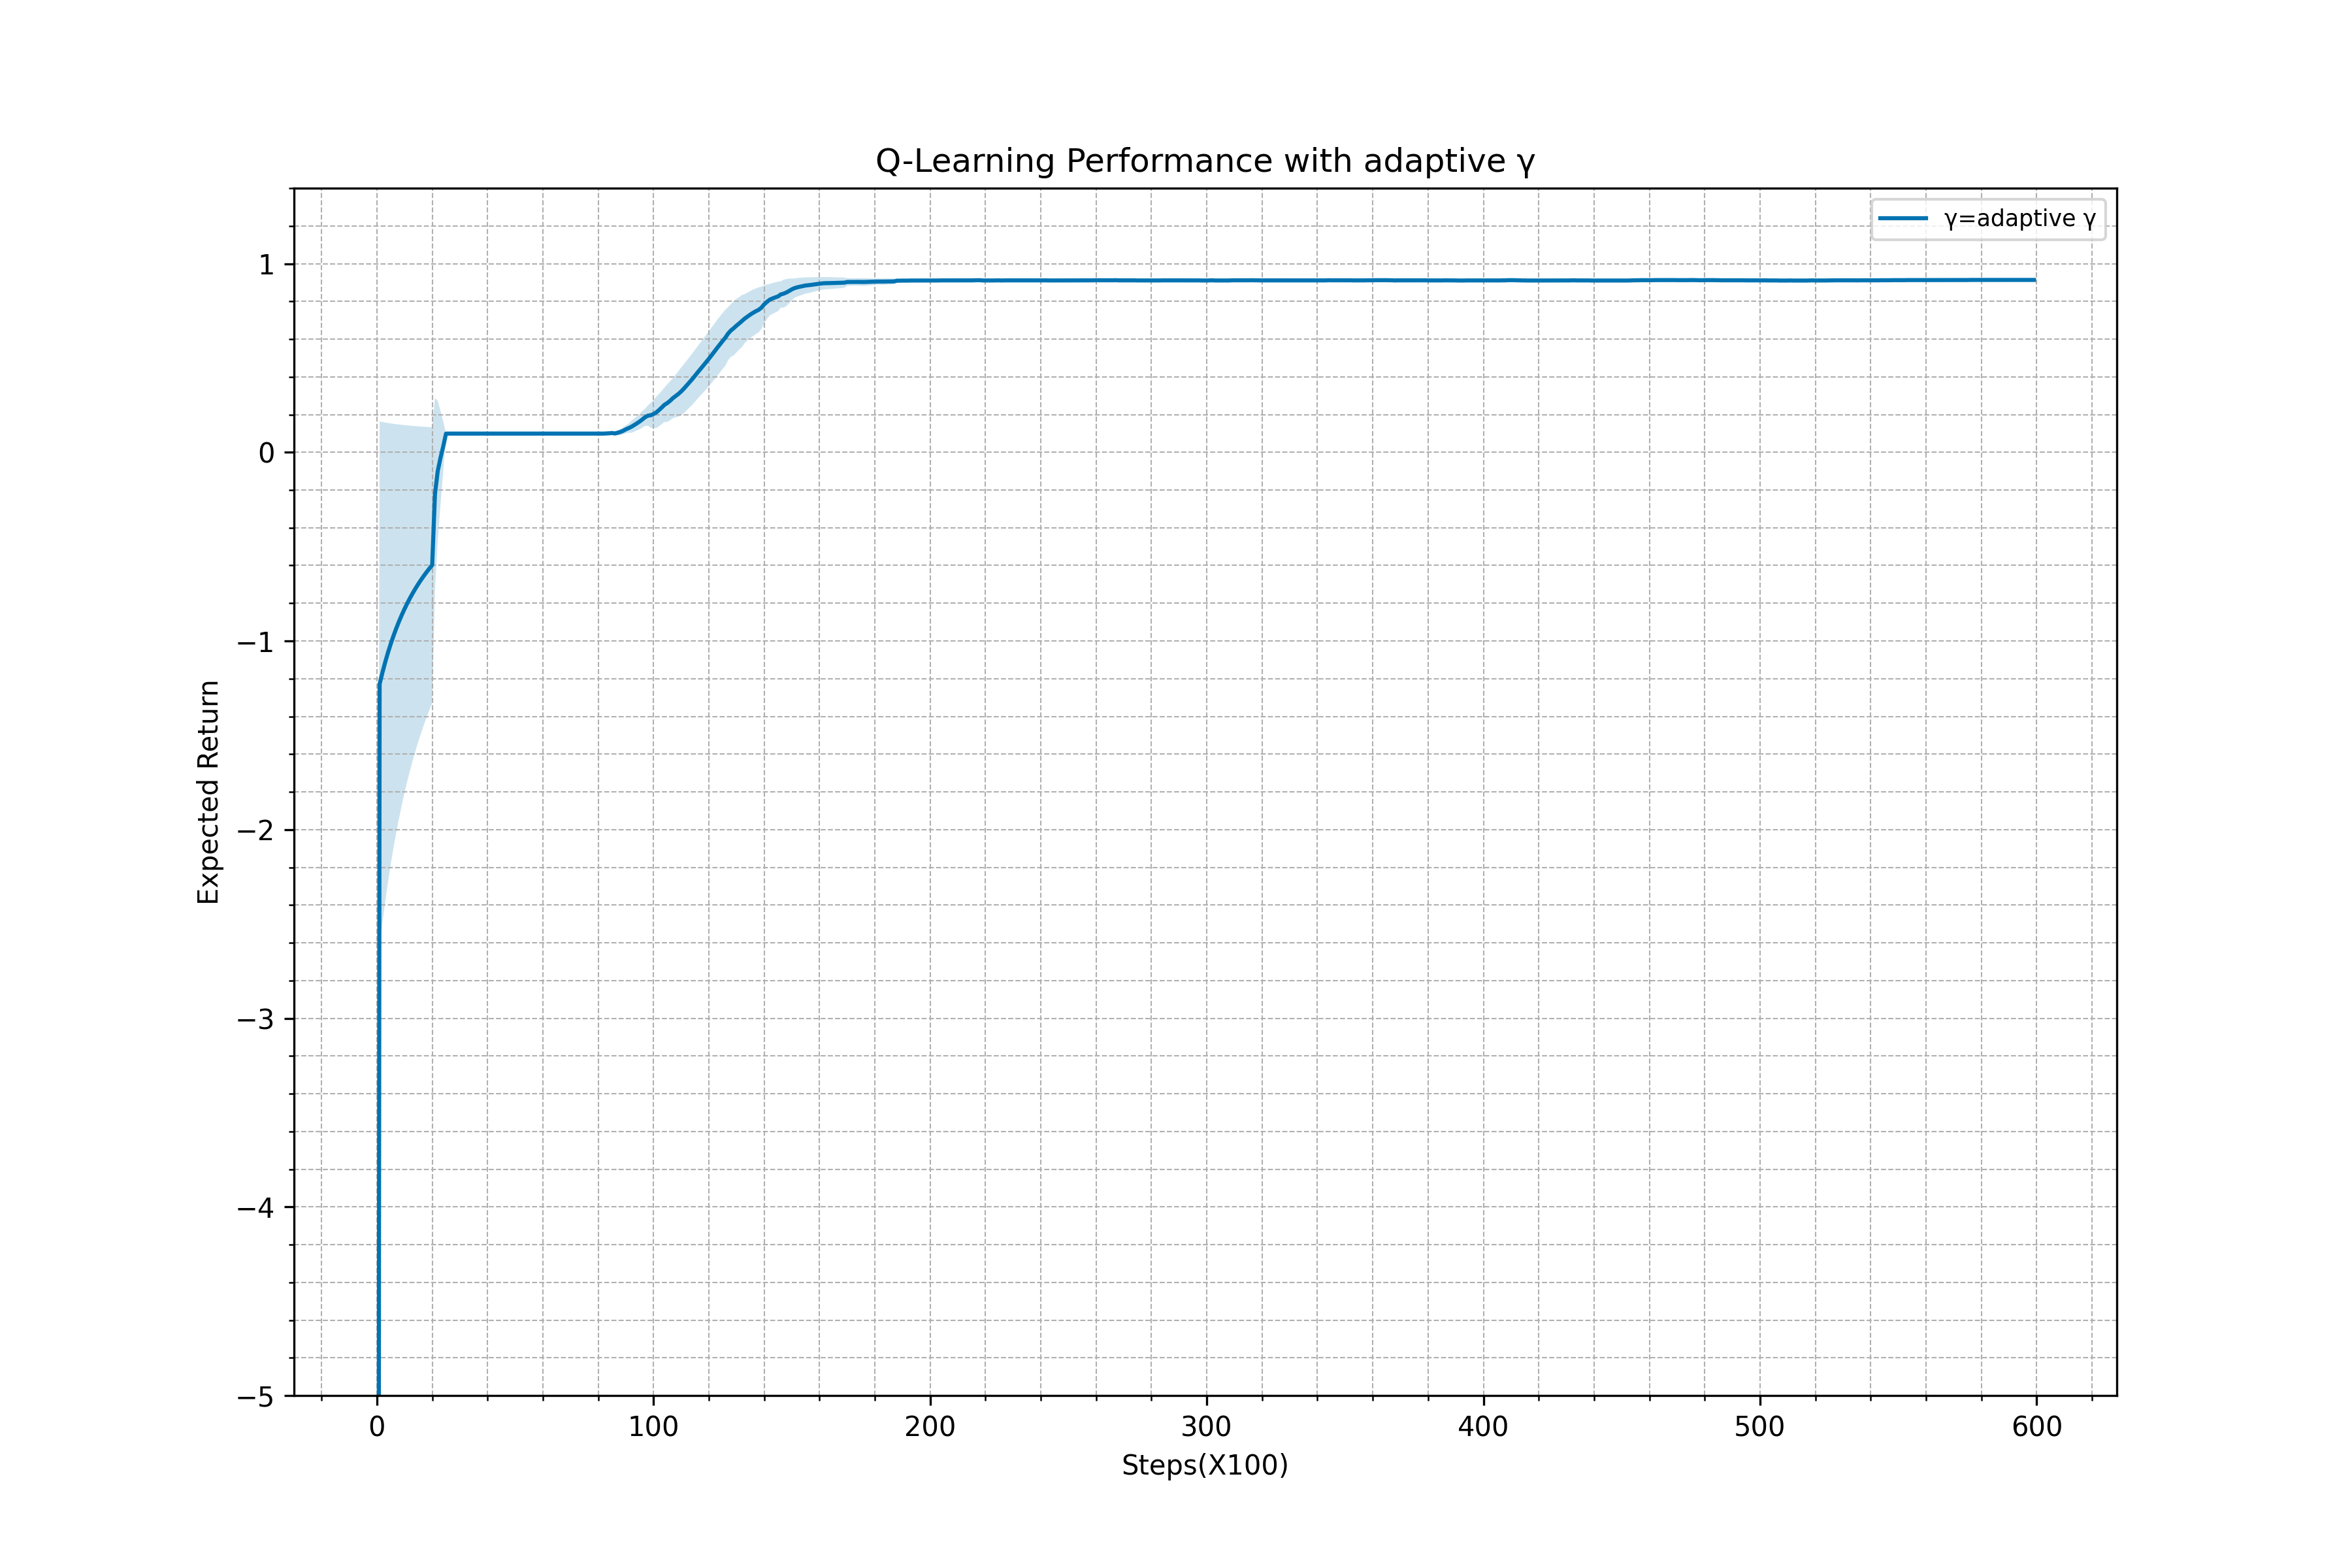 Q-Learning Performance with adaptive γ
γ=adaptive γ
1
0
−1
−2
−3
−4
−5
Expected Return
0 100 200 300 400 500 600
Steps(X100)